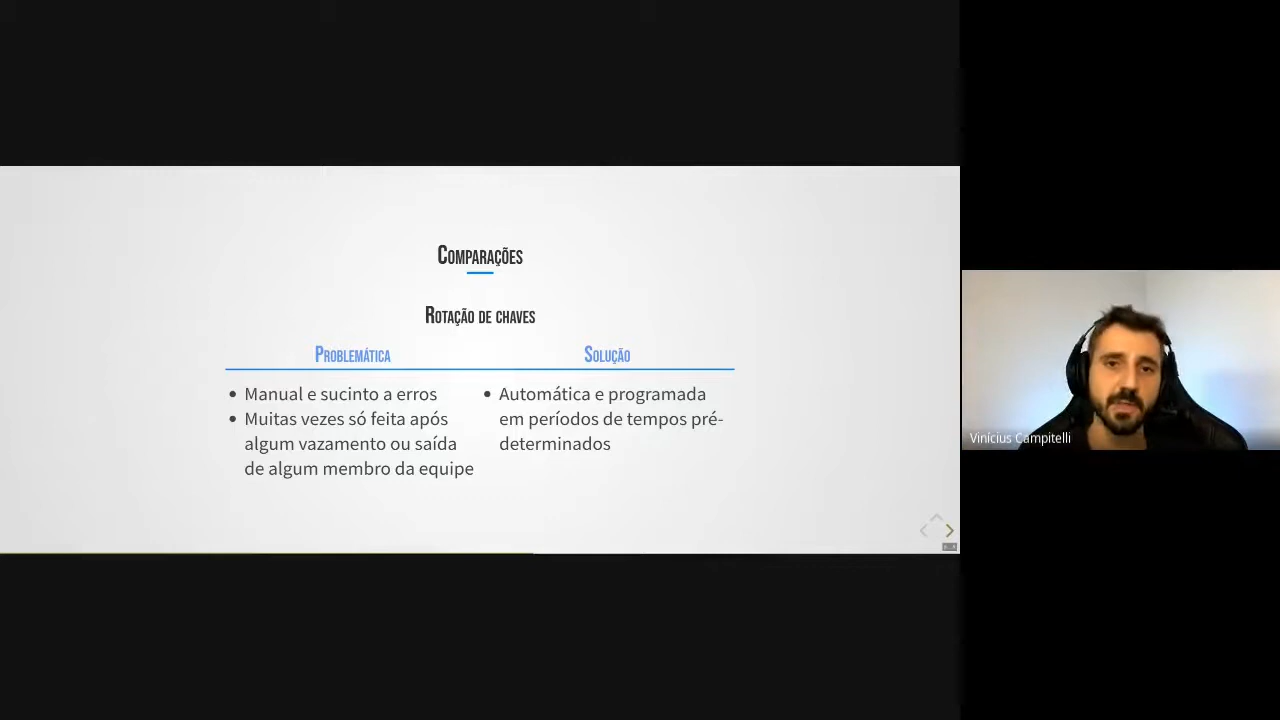 Comparações
Rotação de chaves
Problemática
Solução
Manual e sucinto a erros
Muitas vezes só feita após
algum vazamento ou saída
de algum membro da equipe
Automática e programada
em períodos de tempos pré-
determinados
Vinícius Campitelli